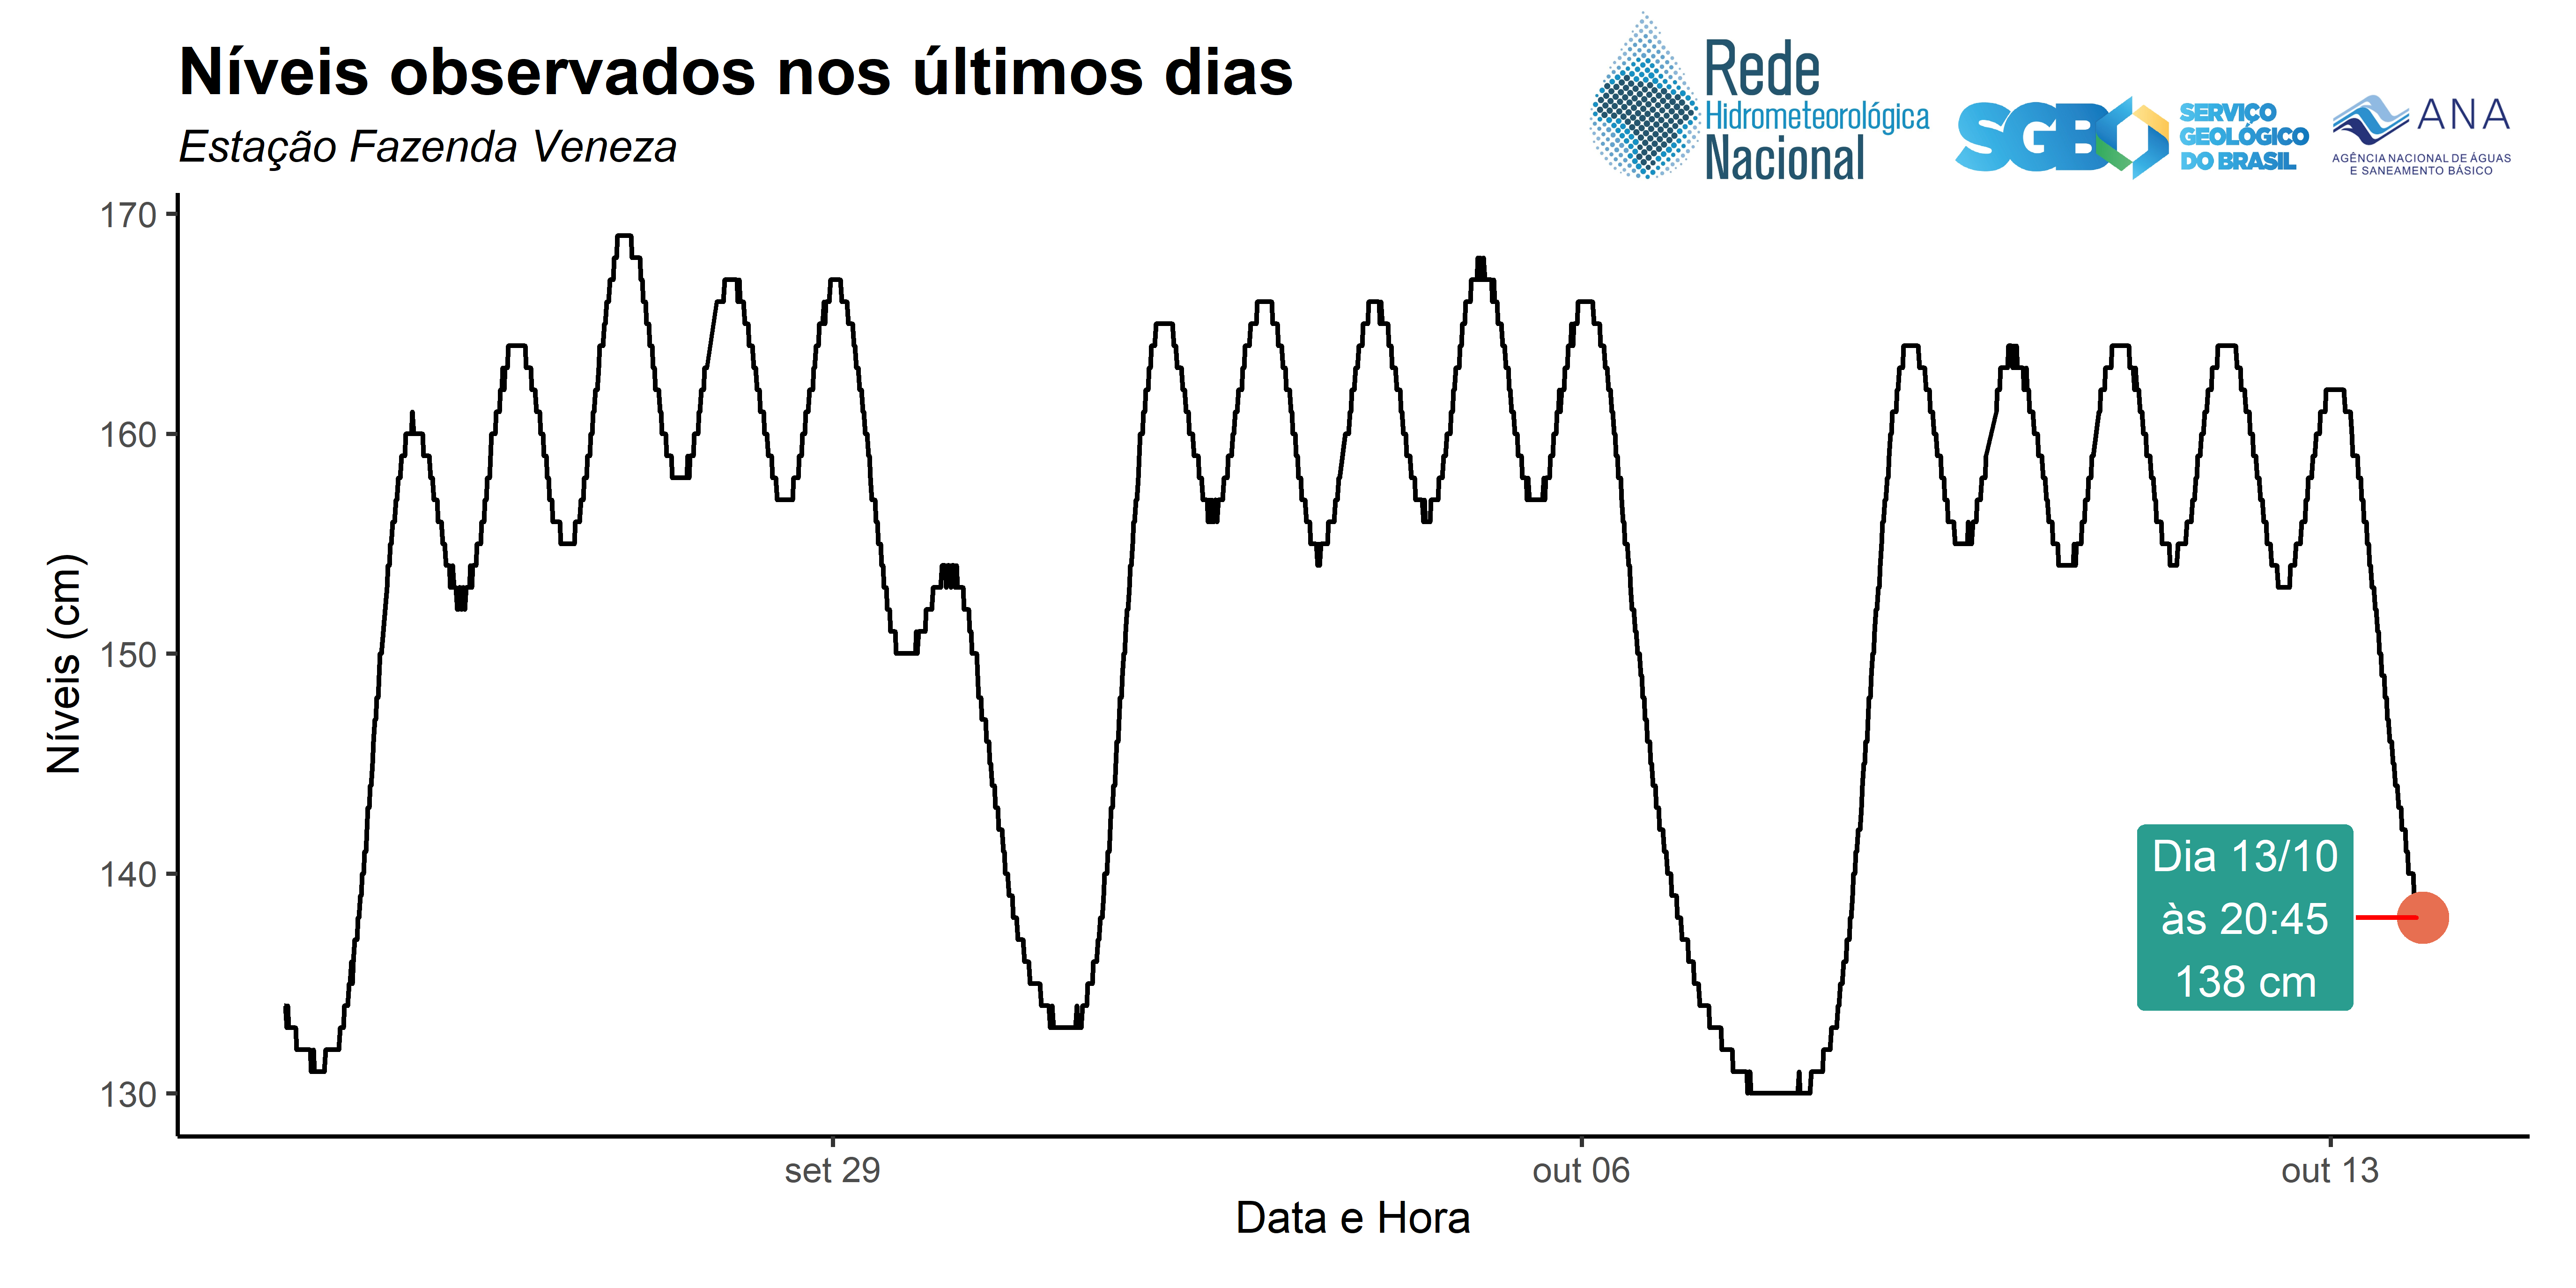 Níveis observados nos últimos dias
Estação Fazenda Veneza
Rede
Hidrometeorológica
Nacional
SGB
SERVIÇO
GEOLÓGICO
DO BRASIL
ANA
AGÊNCIA NACIONAL DE ÁGUAS
E SANEAMENTO BÁSICO
170
160
150
140
130
Níveis (cm)
Dia 13/10
às 20:45
138 cm
set 29
out 06
out 13
Data e Hora